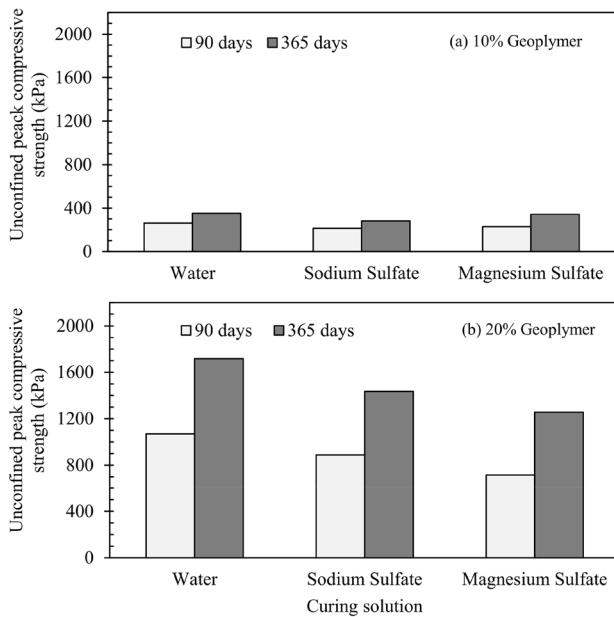 Unconfined peack compressive
strength (kPa)
2000
1600
1200
800
400
0
90 days
365 days
(a) 10% Geoplymer
Water
Sodium Sulfate
Magnesium Sulfate
Unconfined peak compressive
strength (kPa)
2000
1600
1200
800
400
0
90 days
365 days
(b) 20% Geoplymer
Water
Sodium Sulfate
Magnesium Sulfate
Curing solution